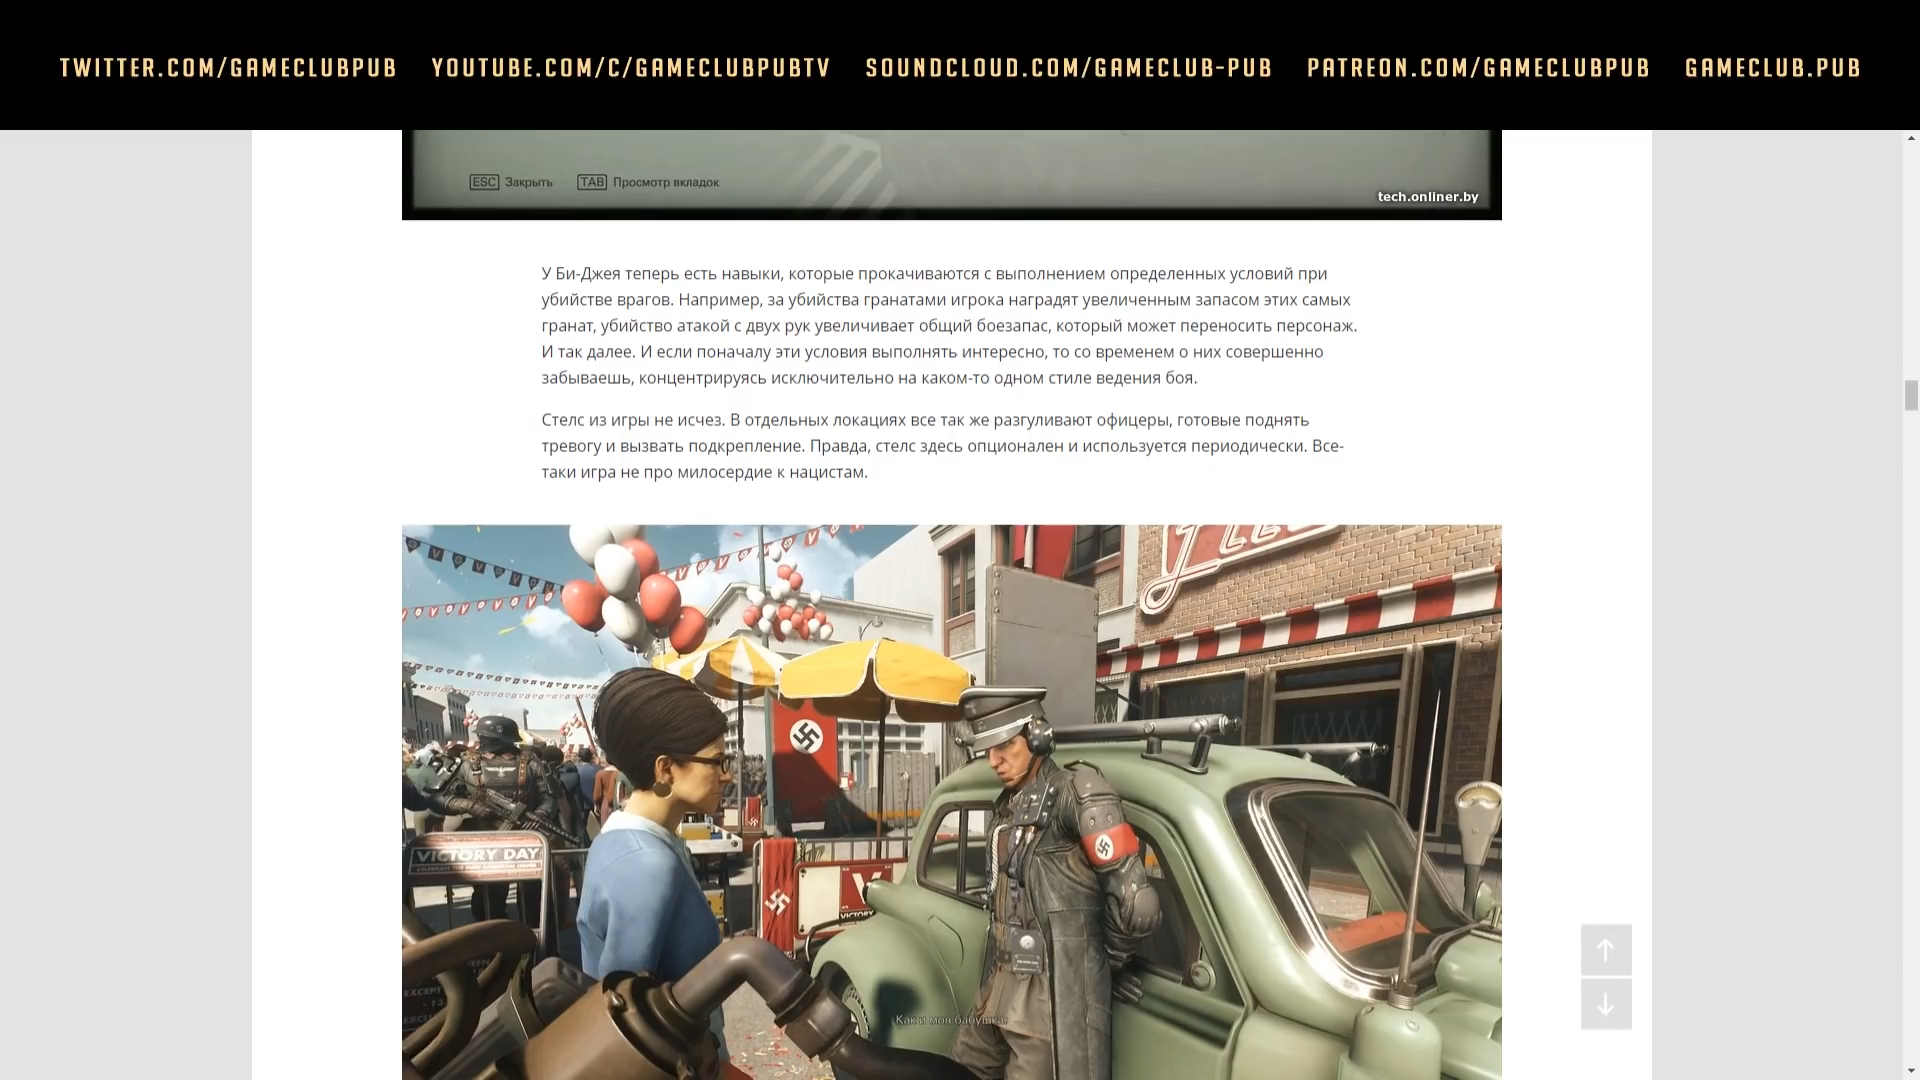 TWITTER.COM/GAMECLUBPUB YOUTUBE.COM/C/GAMECLUBPUBTV SOUNDCLOUD.COM/GAMECLUB-PUB PATREON.COM/GAMECLUBPUB GAMECLUB.PUB
ESC Закрыть TAB Просмотр вкладок
tech.onliner.by
У Би-Джея теперь есть навыки, которые прокачиваются с выполнением определенных условий при
убийстве врагов. Например, за убийства гранатами игрока наградят увеличенным запасом этих самых
гранат, убийство атакой с двух рук увеличивает общий боезапас, который может переносить персонаж.
И так далее. И если поначалу эти условия выполнять интересно, то со временем о них совершенно
забываешь, концентрируясь исключительно на каком-то одном стиле ведения боя.
Стелс из игры не исчез. В отдельных локациях все так же разгуливают офицеры, готовые поднять
тревогу и вызвать подкрепление. Правда, стелс здесь опционален и используется периодически. Все-
таки игра не про милосердие к нацистам.
VICTORY DAY
V
VICTORY
Как и моя бабушка.